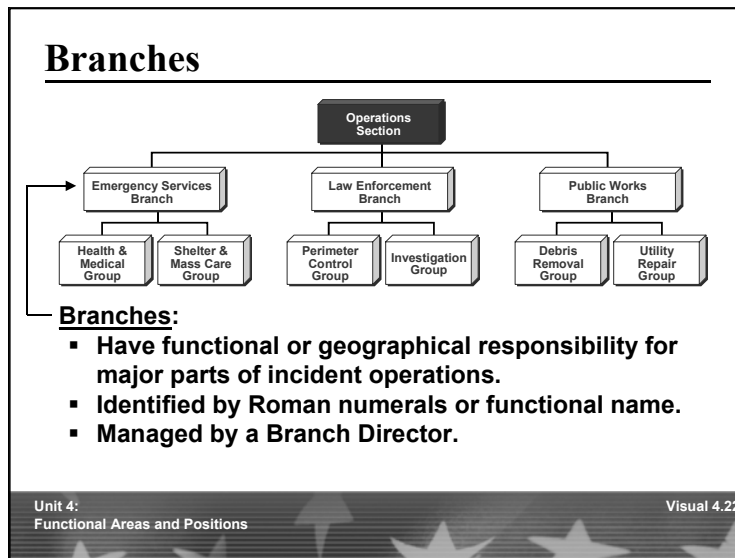 Branches
Operations
Section
Emergency Services
Branch
Law Enforcement
Branch
Public Works
Branch
Health &
Medical
Group
Shelter &
Mass Care
Group
Perimeter
Control
Group
Investigation
Group
Debris
Removal
Group
Utility
Repair
Group
Branches:
▪ Have functional or geographical responsibility for
major parts of incident operations.
▪ Identified by Roman numerals or functional name.
▪ Managed by a Branch Director.
Unit 4:
Functional Areas and Positions
Visual 4.22